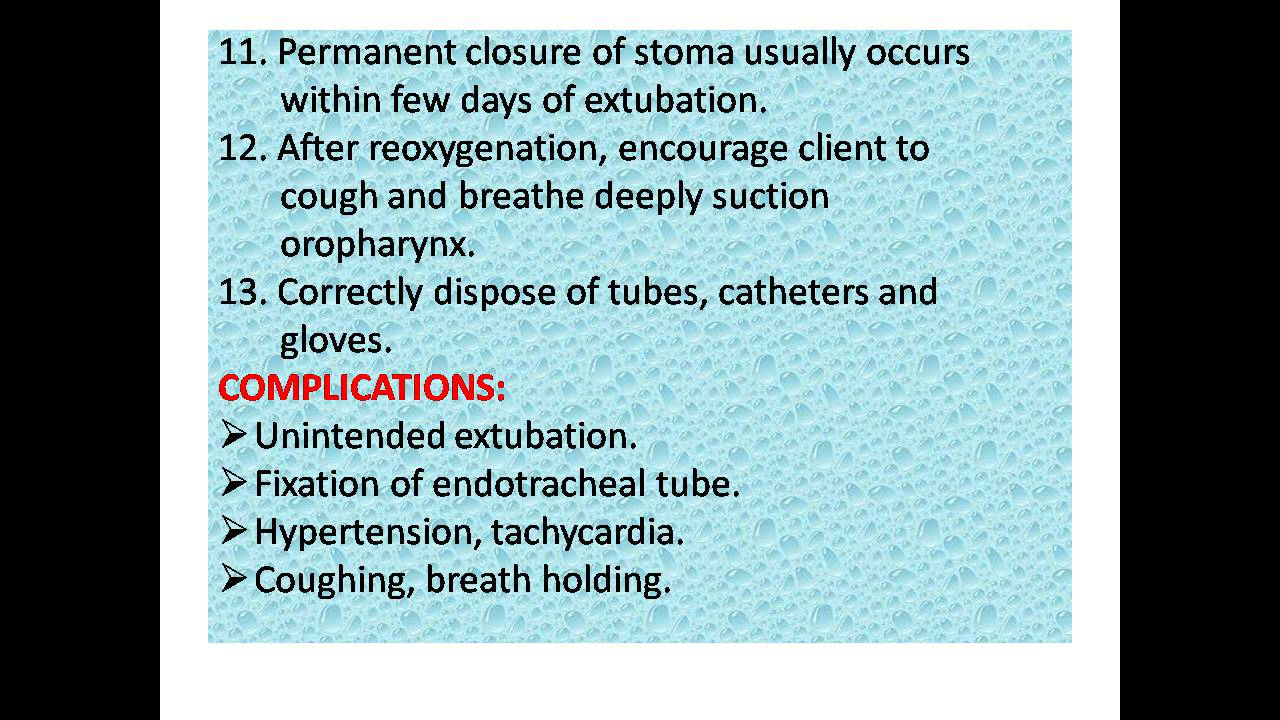 11. Permanent closure of stoma usually occurs
within few days of extubation.
12. After reoxygenation, encourage client to
cough and breathe deeply suction
oropharynx.
13. Correctly dispose of tubes, catheters and
gloves.
COMPLICATIONS:
➢ Unintended extubation.
➢ Fixation of endotracheal tube.
➢ Hypertension, tachycardia.
➢ Coughing, breath holding.